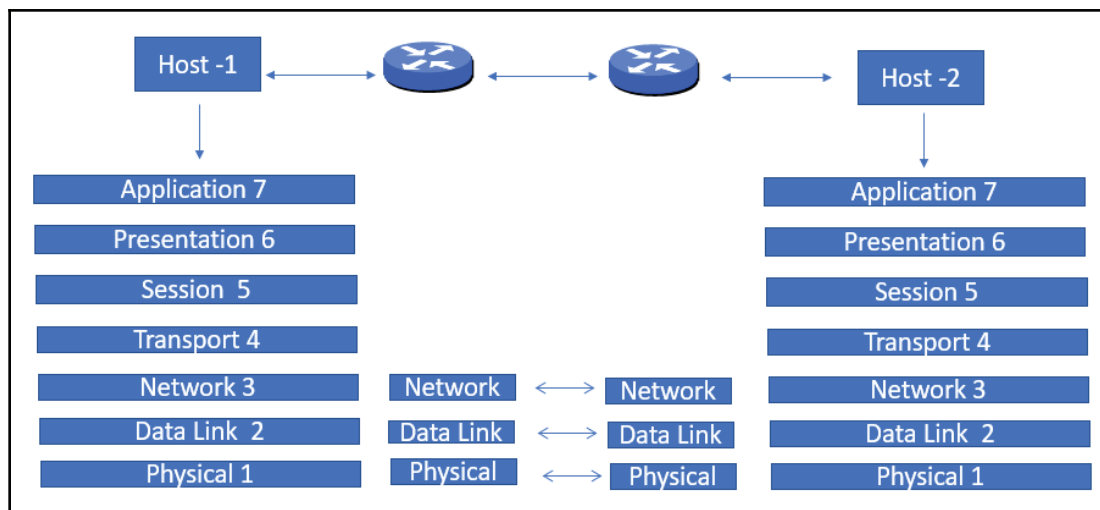 Host -1
Host -2
Application 7
Application 7
Presentation 6
Presentation 6
Session  5
Session 5
Transport 4
Transport 4
Network 3
Network
Network
Network 3
Data Link  2
Data Link
Data Link
Data Link  2
Physical 1
Physical
Physical
Physical 1